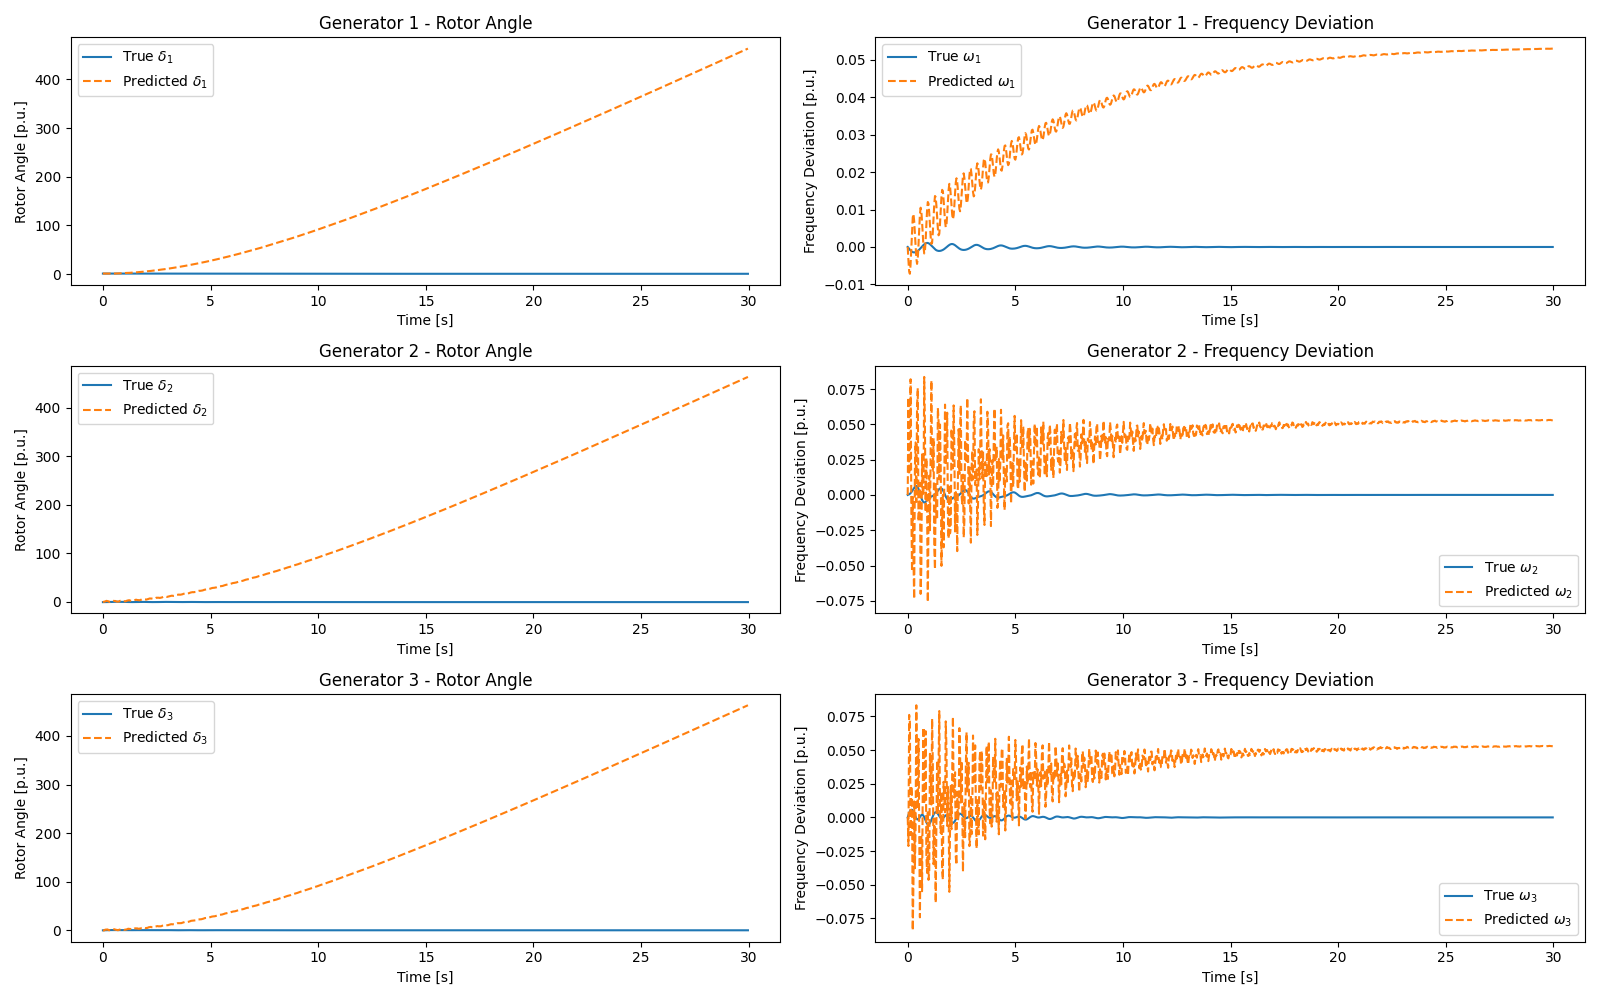 Generator 1 - Rotor Angle
True δ1
Predicted δ1
Rotor Angle [p.u.]
400
300
200
100
0
0 5 10 15 20 25 30
Time [s]
Generator 1 - Frequency Deviation
True ω1
Predicted ω1
Frequency Deviation [p.u.]
0.05
0.04
0.03
0.02
0.01
0.00
−0.01
0 5 10 15 20 25 30
Time [s]
Generator 2 - Rotor Angle
True δ2
Predicted δ2
Rotor Angle [p.u.]
400
300
200
100
0
0 5 10 15 20 25 30
Time [s]
Generator 2 - Frequency Deviation
Frequency Deviation [p.u.]
0.075
0.050
0.025
0.000
−0.025
−0.050
−0.075
True ω2
Predicted ω2
0 5 10 15 20 25 30
Time [s]
Generator 3 - Rotor Angle
True δ3
Predicted δ3
Rotor Angle [p.u.]
400
300
200
100
0
0 5 10 15 20 25 30
Time [s]
Generator 3 - Frequency Deviation
Frequency Deviation [p.u.]
0.075
0.050
0.025
0.000
−0.025
−0.050
−0.075
True ω3
Predicted ω3
0 5 10 15 20 25 30
Time [s]